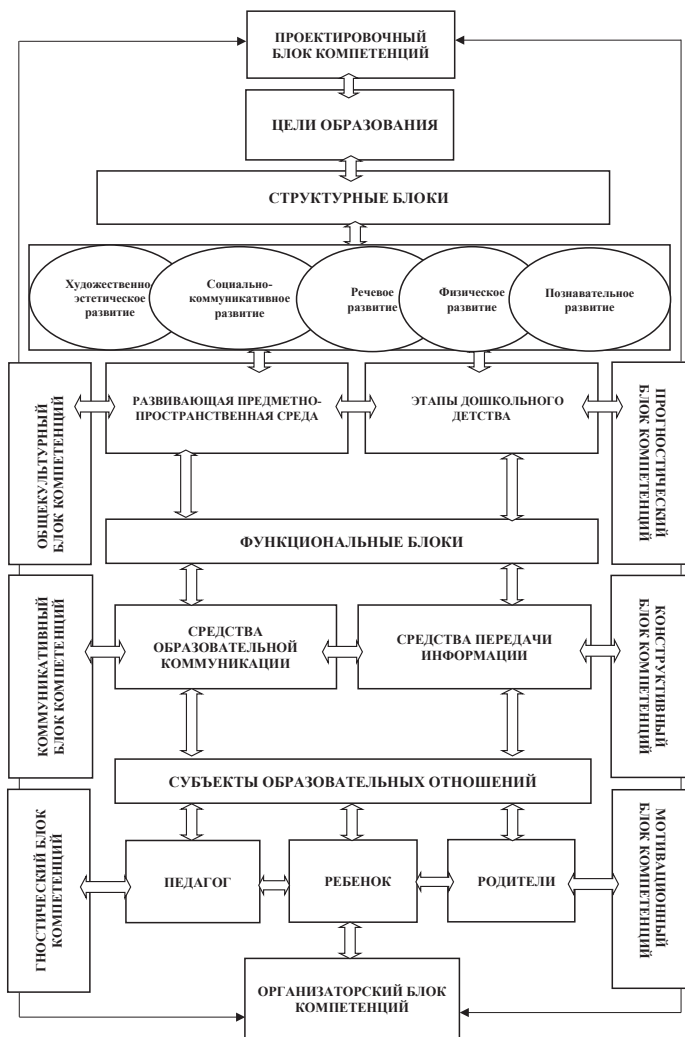 ПРОЕКТИРОВОЧНЫЙ
БЛОК КОМПЕТЕНЦИЙ
ЦЕЛИ ОБРАЗОВАНИЯ
СТРУКТУРНЫЕ БЛОКИ
Художественно
эстетическое
развитие
Социально-
коммуникативное
развитие
Речевое
развитие
Физическое
развитие
Познавательное
развитие
ОБЩЕКУЛЬТУРНЫЙ
БЛОК КОМПЕТЕНЦИЙ
РАЗВИВАЮЩАЯ ПРЕДМЕТНО-
ПРОСТРАНСТВЕННАЯ СРЕДА
ЭТАПЫ ДОШКОЛЬНОГО
ДЕТСТВА
ПРОГНОСТИЧЕСКИЙ
БЛОК КОМПЕТЕНЦИЙ
ФУНКЦИОНАЛЬНЫЕ БЛОКИ
КОММУНИКАТИВНЫЙ
БЛОК КОМПЕТЕНЦИЙ
СРЕДСТВА
ОБРАЗОВАТЕЛЬНОЙ
КОММУНИКАЦИИ
СРЕДСТВА ПЕРЕДАЧИ
ИНФОРМАЦИИ
КОНСТРУКТИВНЫЙ
БЛОК КОМПЕТЕНЦИЙ
СУБЪЕКТЫ ОБРАЗОВАТЕЛЬНЫХ ОТНОШЕНИЙ
ГНОСТИЧЕСКИЙ БЛОК
КОМПЕТЕНЦИЙ
ПЕДАГОГ
РЕБЕНОК
РОДИТЕЛИ
МОТИВАЦИОННЫЙ
БЛОК КОМПЕТЕНЦИЙ
ОРГАНИЗАТОРСКИЙ БЛОК
КОМПЕТЕНЦИЙ